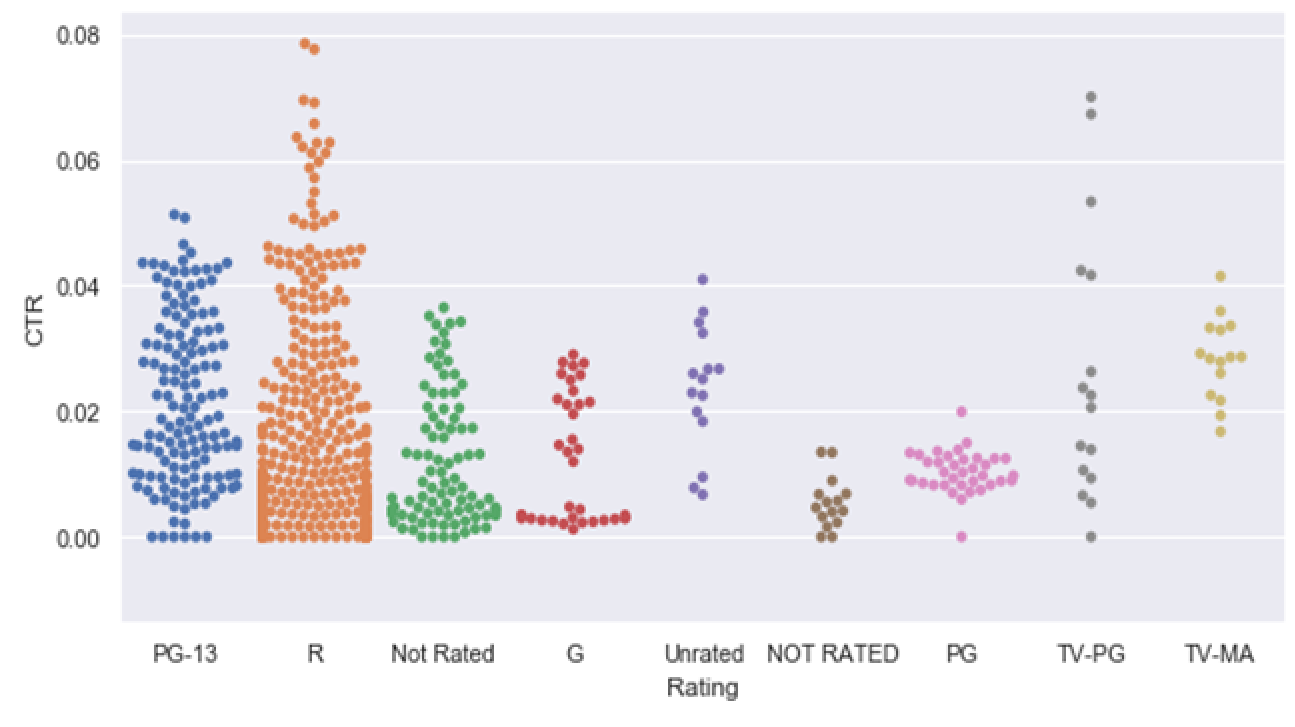 0.08
0.06
0.04
0.02
0.00
CTR
PG-13 R Not Rated G Unrated NOT RATED PG TV-PG TV-MA
Rating